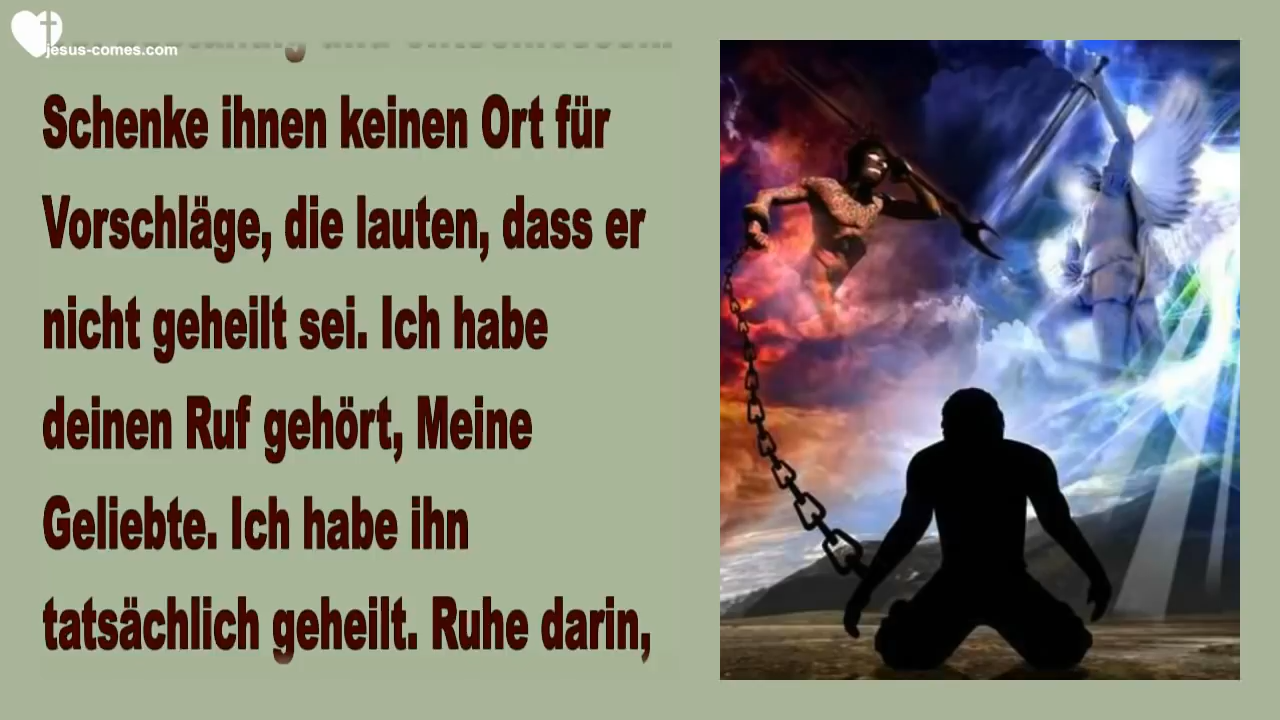 jesus-comes.com
Schenke ihnen keinen Ort für
Vorschläge, die lauten, dass er
nicht geheilt sei. Ich habe
deinen Ruf gehört, Meine
Geliebte. Ich habe ihn
tatsächlich geheilt. Ruhe darin,